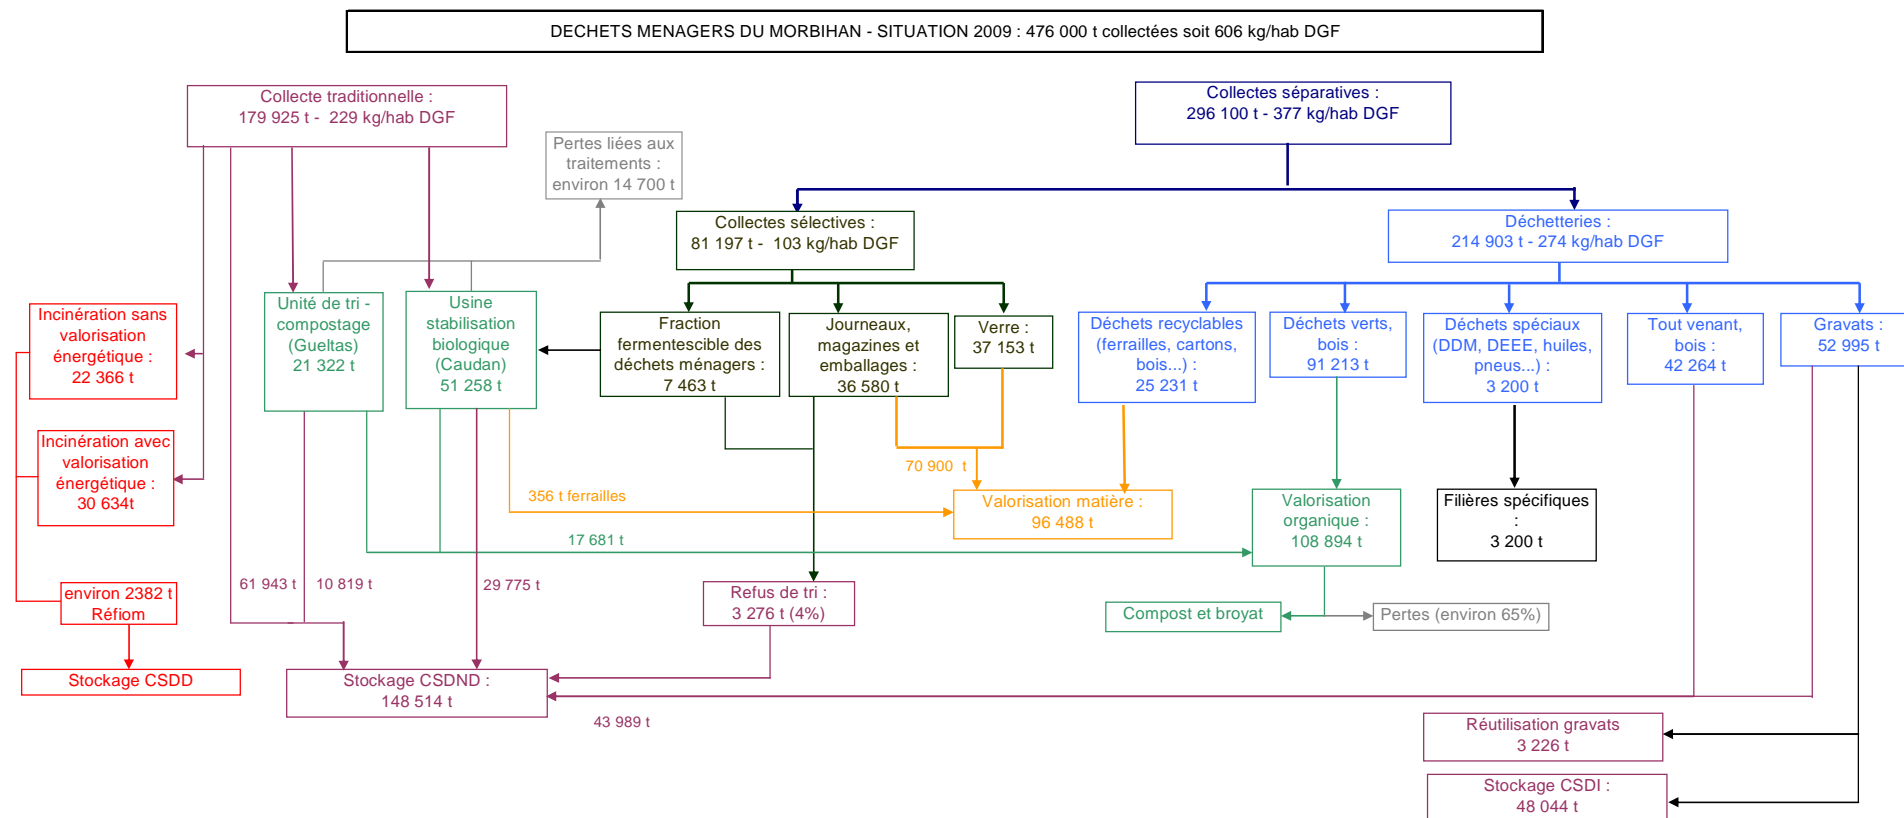 DECHETS MENAGERS DU MORBIHAN - SITUATION 2009 : 476 000 t collectées soit 606 kg/hab DGF
Collecte traditionnelle :
179 925 t -  229 kg/hab DGF
Collectes séparatives :
296 100 t - 377 kg/hab DGF
Pertes liées aux
traitements :
environ 14 700 t
Collectes sélectives :
81 197 t -  103 kg/hab DGF
Déchetteries :
214 903 t - 274 kg/hab DGF
Incinération sans
valorisation
énergétique :
22 366 t
Unité de tri -
compostage
(Gueltas)
21 322 t
Usine
stabilisation
biologique
(Caudan)
51 258 t
Fraction
fermentescible des
déchets ménagers :
7 463 t
Journeaux,
magazines et
emballages :
36 580 t
Verre :
37 153 t
Déchets recyclables
(ferrailles, cartons,
bois...) :
25 231 t
Déchets verts,
bois :
91 213 t
Déchets spéciaux
(DDM, DEEE, huiles,
pneus...) :
3 200 t
Tout venant,
bois :
42 264 t
Gravats :
52 995 t
Incinération avec
valorisation
énergétique :
30 634t
70 900  t
356 t ferrailles
Valorisation matière :
96 488 t
Valorisation
organique :
108 894 t
Filières spécifiques
:
3 200 t
17 681 t
61 943 t
10 819 t
29 775 t
environ 2382 t
Réfiom
Refus de tri :
3 276 t (4%)
Compost et broyat
Pertes (environ 65%)
Stockage CSDD
Stockage CSDND :
148 514 t
43 989 t
Réutilisation gravats
3 226 t
Stockage CSDI :
48 044 t